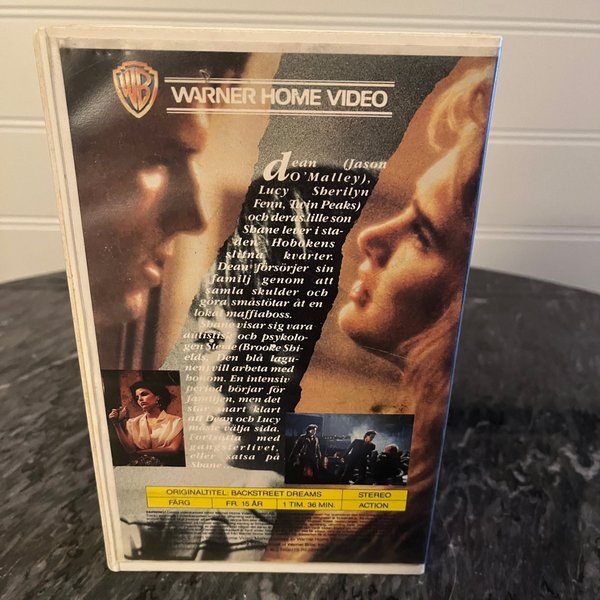 WB
WARNER HOME VIDEO
dean (Jason
O'Malley),
Lucy Sherilyn
Fenn, Twin Peaks)
och deras lille son
Shane lever i sta-
den Hobokens
slitna kvarter.
Dean försörjer sin
familj genom att
samla skulder och
göra småstötar åt en
lokal maffiaboss.
Shane visar sig vara
autistisk och psykolo-
gen Stevie (Brooke Shi-
elds, Den blå lagu-
nen) vill arbeta med
honom. En intensiv
period börjar för
familjen, men det
står snart klart
att Dean och Lucy
måste välja sida.
Fortsätta med
gangsterlivet,
eller satsa på
Shane
ORIGINALTITEL: BACKSTREET DREAMS STEREO
FÄRG FR. 15 ÅR 1 TIM. 36 MIN. ACTION